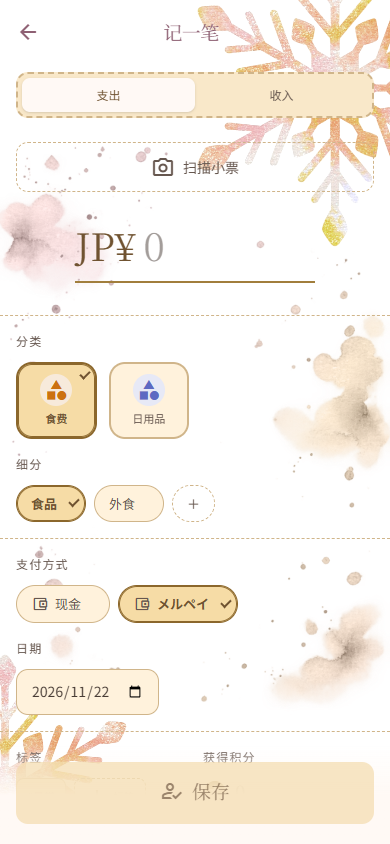 记一笔
支出
收入
扫描小票
JP¥ 0
分类
食费
日用品
细分
食品
外食
支付方式
现金
メルペイ
日期
2026/11/22
标签
获得积分
保存